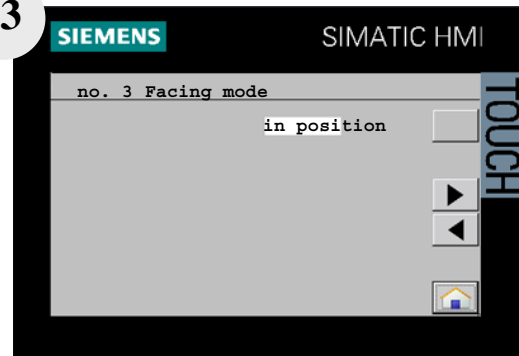 3
SIEMENS
SIMATIC HMI
TOUCH
no. 3 Facing mode
in position